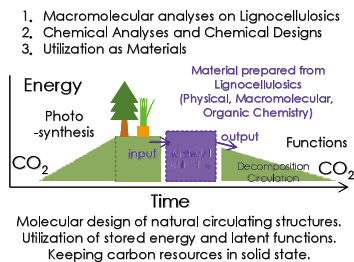 1. Macromolecular analyses on Lignocellulosics
2. Chemical Analyses and Chemical Designs
3. Utilization as Materials
Energy
Material prepared from
Lignocellulosics
(Physical, Macromolecular,
Organic Chemistry)
Photo
-synthesis
input
output
Functions
CO2
Decomposition
Circulation
CO2
Time
Molecular design of natural circulating structures.
Utilization of stored energy and latent functions.
Keeping carbon resources in solid state.